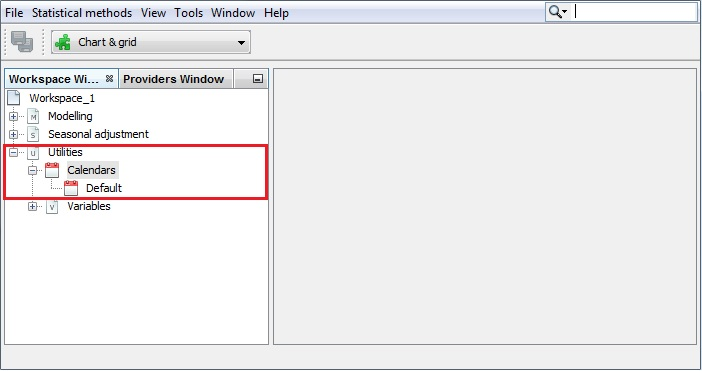 File Statistical methods View Tools Window Help
Chart & grid
Workspace Wi... Providers Window
Workspace_1
M Modelling
S Seasonal adjustment
U Utilities
Calendars
Default
V Variables